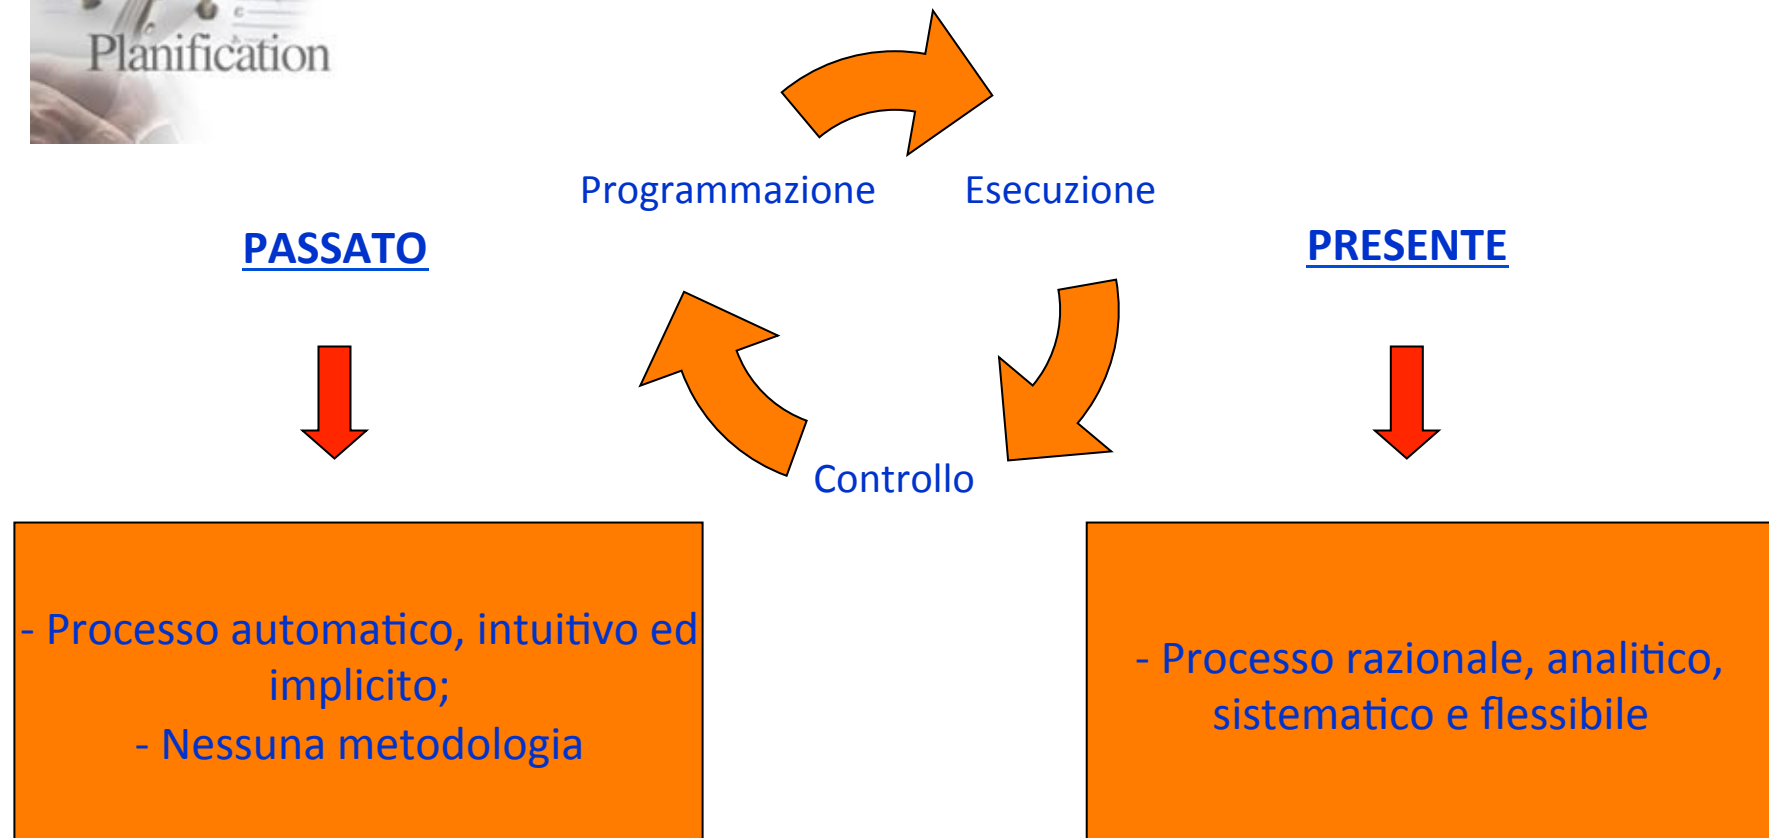 Planification
Programmazione
Esecuzione
PASSATO
PRESENTE
Controllo
- Processo automatico, intuitivo ed
implicito;
- Nessuna metodologia
- Processo razionale, analitico,
sistematico e flessibile